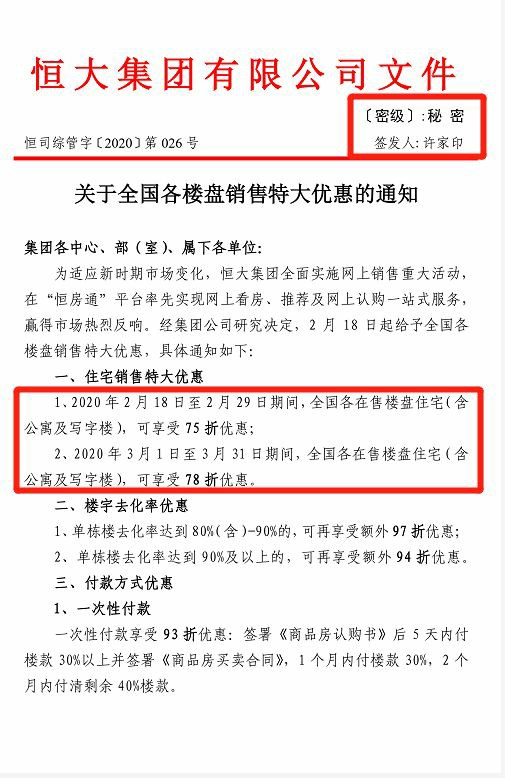 恒大集团有限公司文件
〔密级〕:秘 密
恒司综管字〔2020〕第 026 号
签发人:许家印
关于全国各楼盘销售特大优惠的通知
集团各中心、部（室）、属下各单位:
为适应新时期市场变化，恒大集团全面实施网上销售重大活动，
在“恒房通”平台率先实现网上看房、推荐及网上认购一站式服务，
赢得市场热烈反响。经集团公司研究决定，2 月 18 日起给予全国各
楼盘销售特大优惠，具体通知如下:
一、住宅销售特大优惠
1、2020 年 2 月 18 日至 2 月 29 日期间,全国各在售楼盘住宅(含
公寓及写字楼)，可享受 75 折优惠;
2、2020 年 3 月 1 日至 3 月 31 日期间，全国各在售楼盘住宅(含
公寓及写字楼)，可享受 78 折优惠。
二、楼宇去化率优惠
1、单栋楼去化率达到 80%(含)-90%的，可再享受额外 97 折优惠;
2、单栋楼去化率达到 90%及以上的，可再享受额外 94 折优惠。
三、付款方式优惠
1、一次性付款
一次性付款享受 93 折优惠: 签署《商品房认购书》后 5 天内付
楼款 30%以上并签署《商品房买卖合同》，1 个月内付楼款 30%，2 个
月内付清剩余 40%楼款。